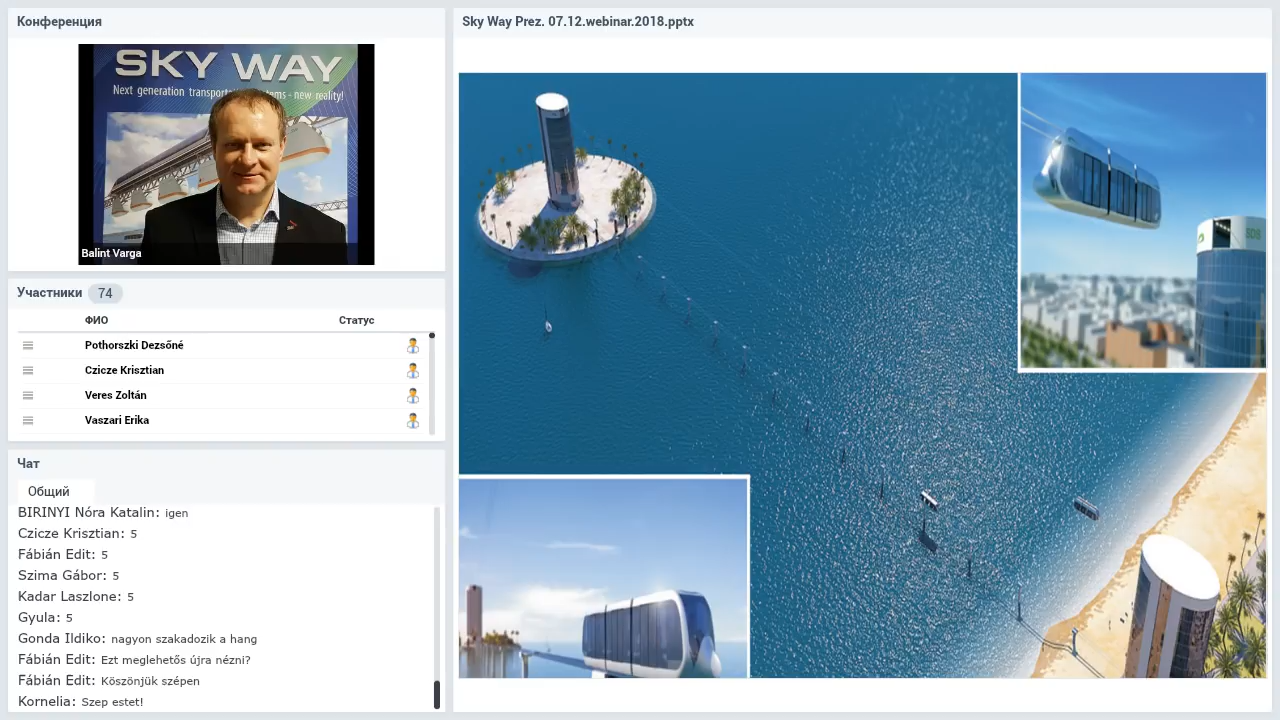 Конференция
SKY WAY
Next generation
new reality!
Balint Varga
Участники 74
ФИО Статус
Pothorszki Dezsőné
Czicze Krisztian
Veres Zoltán
Vaszari Erika
Чат
Общий
BIRINYI Nóra Katalin: igen
Czicze Krisztian: 5
Fábián Edit: 5
Szima Gábor: 5
Kadar Laszlone: 5
Gyula: 5
Gonda Ildiko: nagyon szakadozik a hang
Fábián Edit: Ezt meglehetős újra nézni?
Fábián Edit: Köszönjük szépen
Kornelia: Szep estet!
Sky Way Prez. 07.12.webinar.2018.pptx